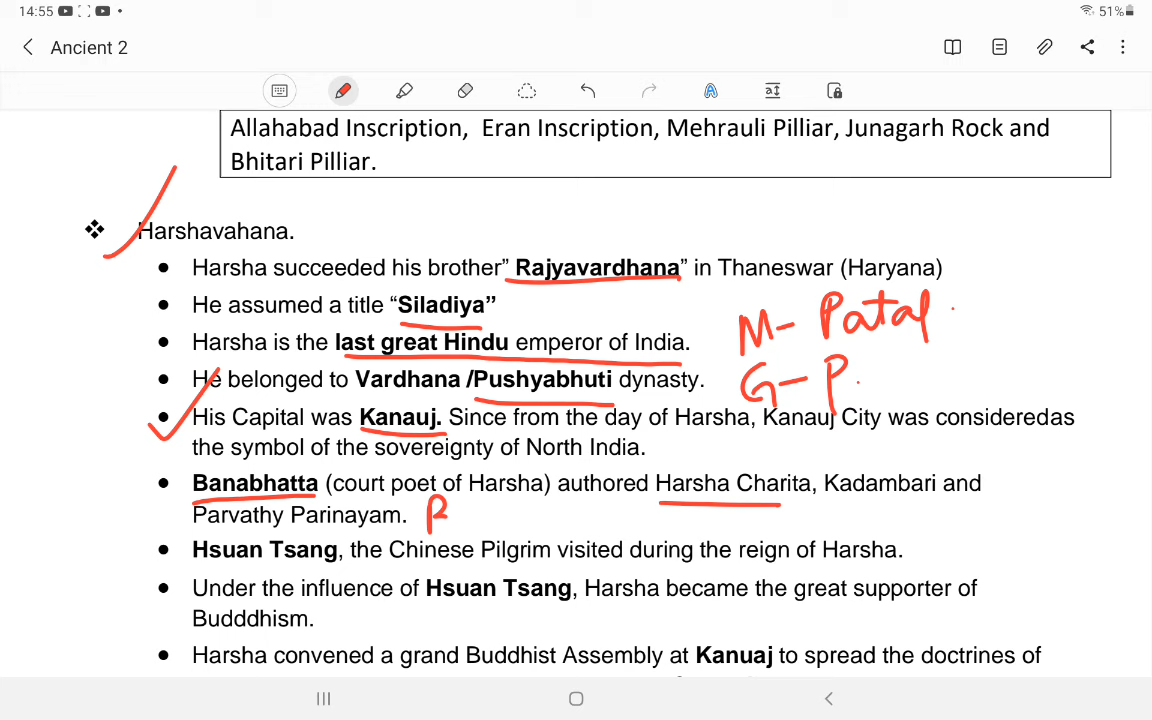 14:55
51%
Ancient 2
Allahabad Inscription, Eran Inscription, Mehrauli Pilliar, Junagarh Rock and
Bhitari Pilliar.
❖ Harshavahana.
• Harsha succeeded his brother” Rajyavardhana” in Thaneswar (Haryana)
• He assumed a title “Siladiya”
• Harsha is the last great Hindu emperor of India.
M- Patal
• He belonged to Vardhana /Pushyabhuti dynasty.
G- P
• His Capital was Kanauj. Since from the day of Harsha, Kanauj City was consideredas
the symbol of the sovereignty of North India.
• Banabhatta (court poet of Harsha) authored Harsha Charita, Kadambari and
Parvathy Parinayam.
• Hsuan Tsang, the Chinese Pilgrim visited during the reign of Harsha.
• Under the influence of Hsuan Tsang, Harsha became the great supporter of
Budddhism.
• Harsha convened a grand Buddhist Assembly at Kanuaj to spread the doctrines of